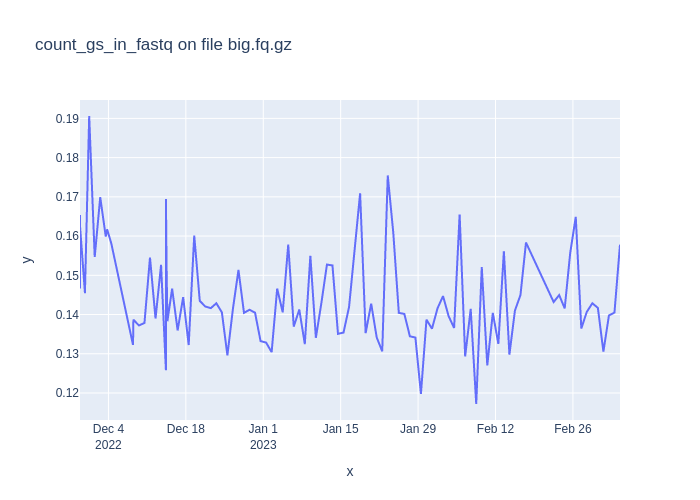 count_gs_in_fastq on file big.fq.gz
0.19
0.18
0.17
0.16
0.15
0.14
0.13
0.12
y
Dec 4
2022
Dec 18
Jan 1
2023
Jan 15
Jan 29
Feb 12
Feb 26
x